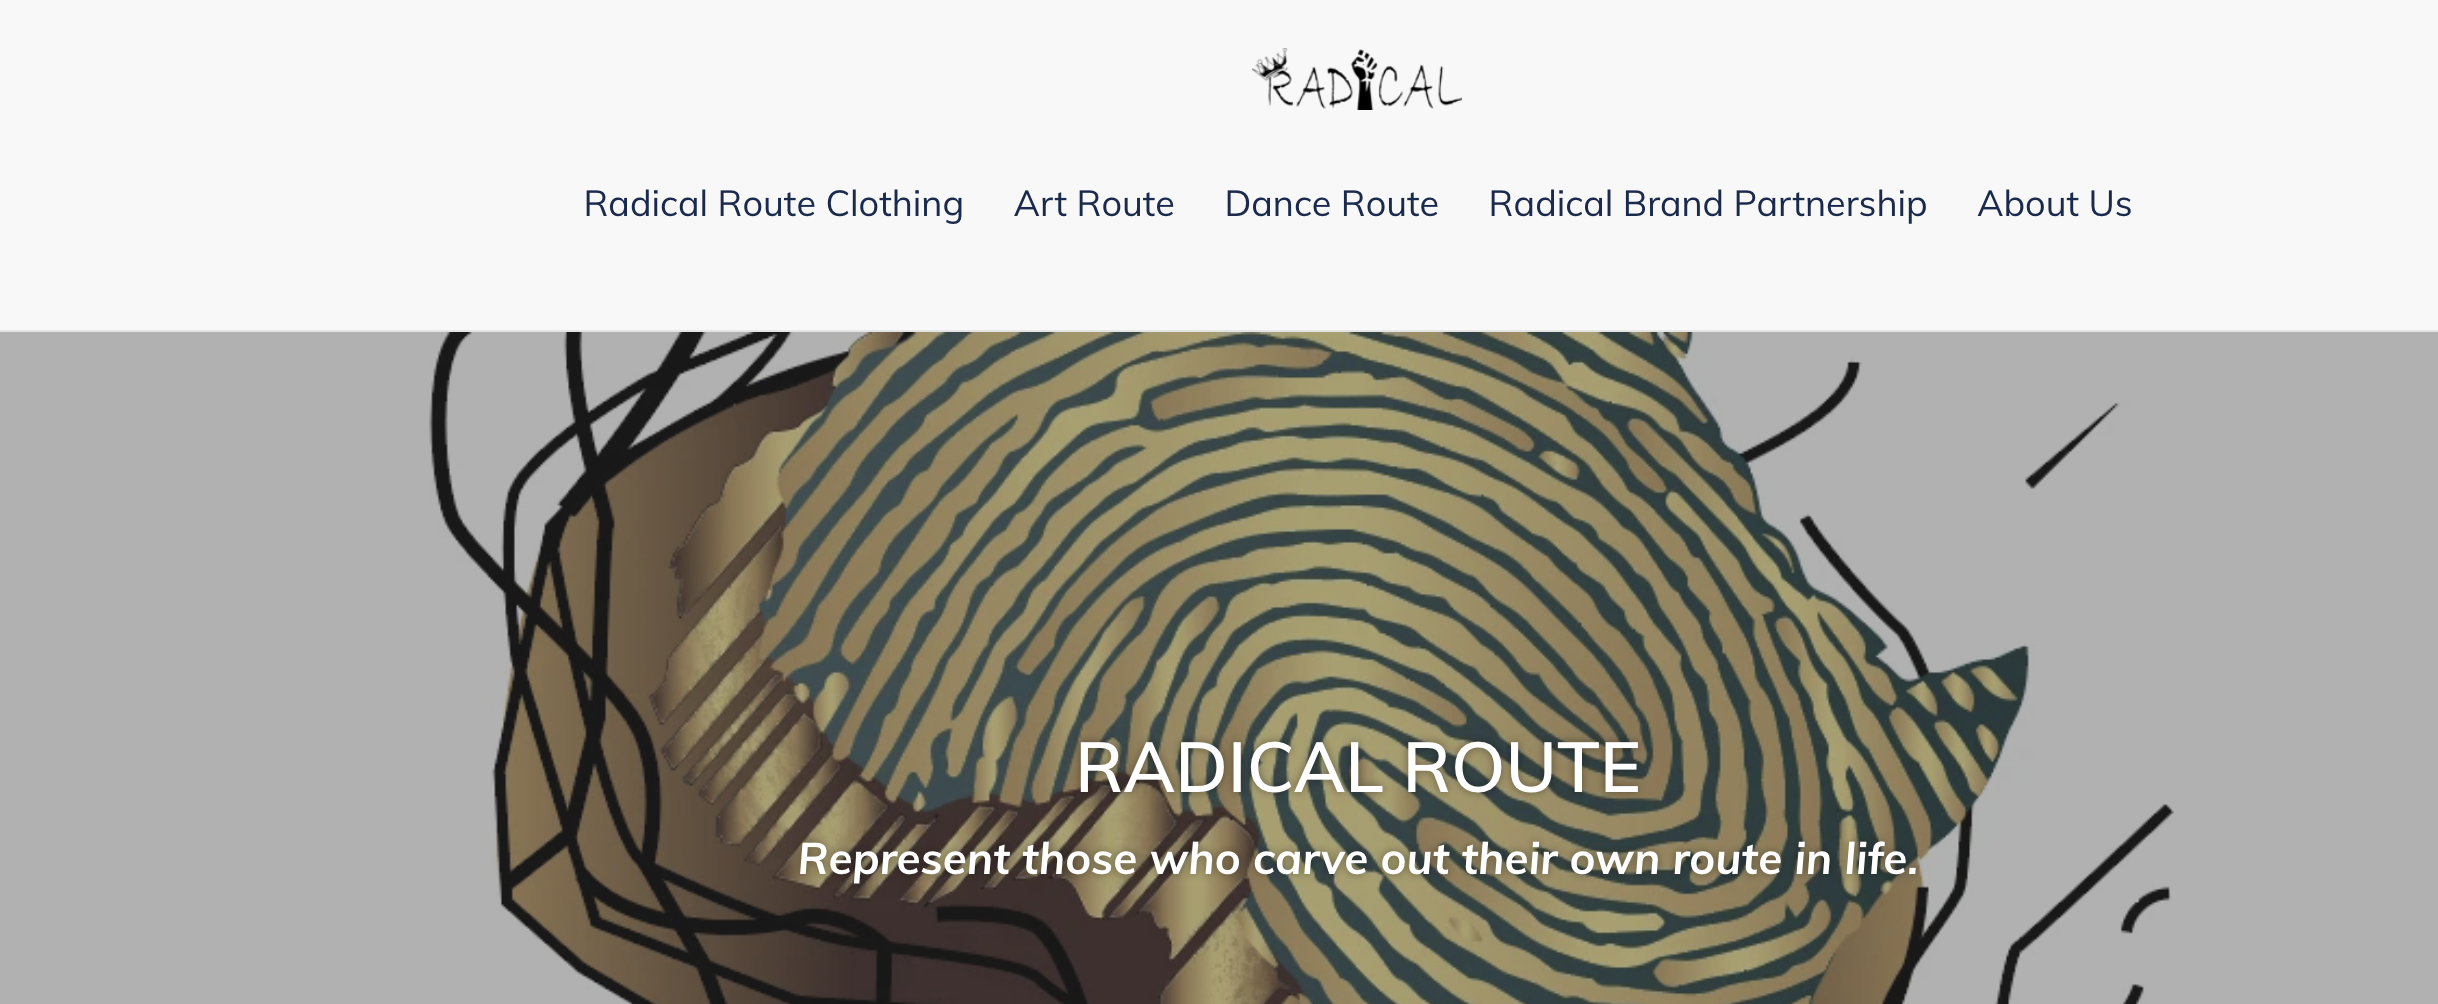 RADICAL
Radical Route Clothing Art Route Dance Route Radical Brand Partnership About Us
RADICAL ROUTE
Represent those who carve out their own route in life.